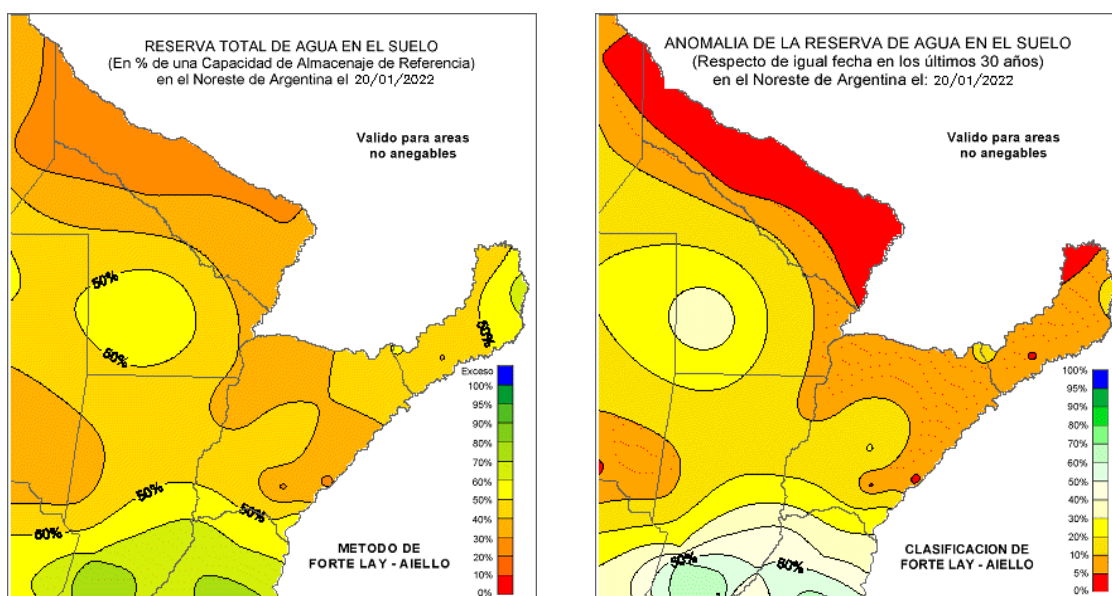 RESERVA TOTAL DE AGUA EN EL SUELO
(En % de una Capacidad de Almacenaje de Referencia)
en el Noreste de Argentina el 20/01/2022
Valido para areas
no anegables
50%
50%
50%
50%
50%
50%
Exceso
100%
95%
90%
80%
70%
60%
50%
40%
30%
20%
10%
0%
METODO DE
FORTE LAY - AIELLO
ANOMALIA DE LA RESERVA DE AGUA EN EL SUELO
(Respecto de igual fecha en los últimos 30 años)
en el Noreste de Argentina el: 20/01/2022
Valido para areas
no anegables
50%
50%
100%
95%
90%
80%
70%
60%
50%
40%
30%
20%
10%
5%
0%
CLASIFICACION DE
FORTE LAY - AIELLO